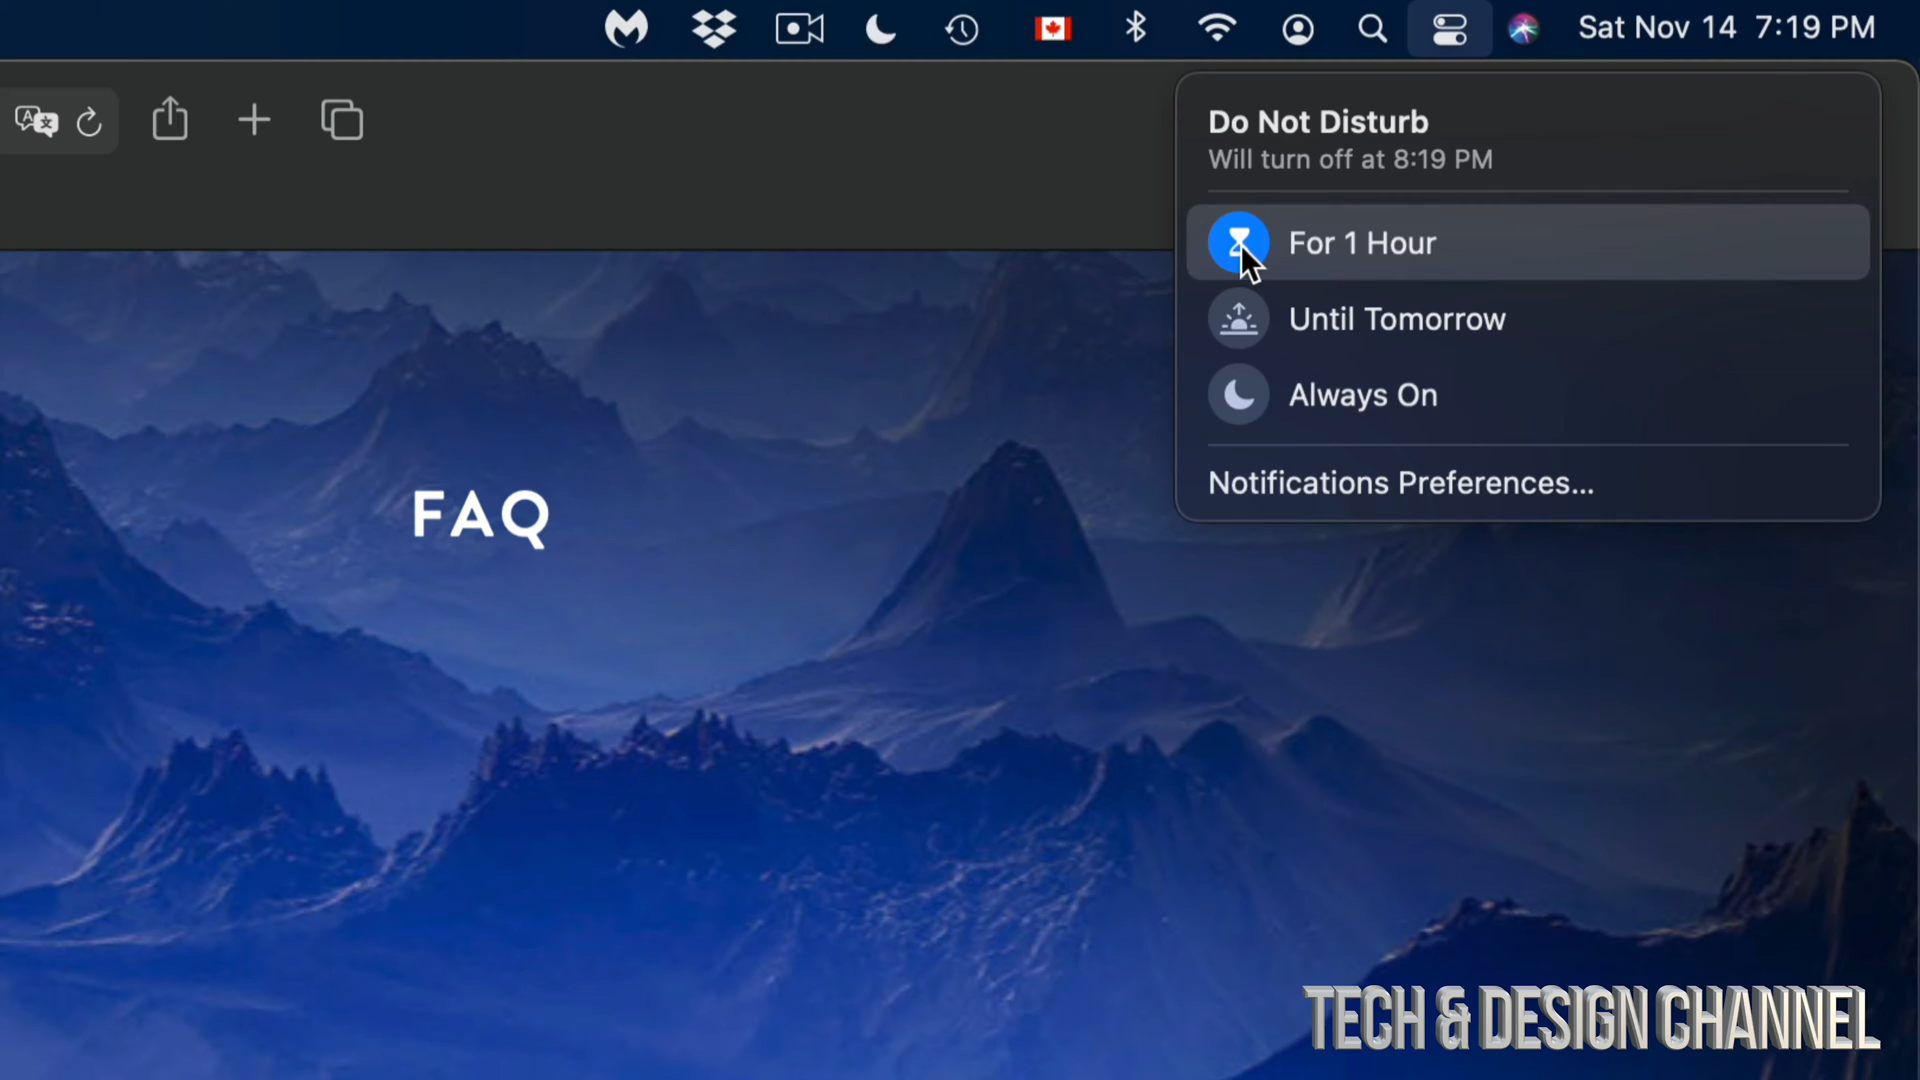 Sat Nov 14 7:19 PM
Do Not Disturb
Will turn off at 8:19 PM
For 1 Hour
Until Tomorrow
Always On
Notifications Preferences...
FAQ
TECH & DESIGN CHANNEL